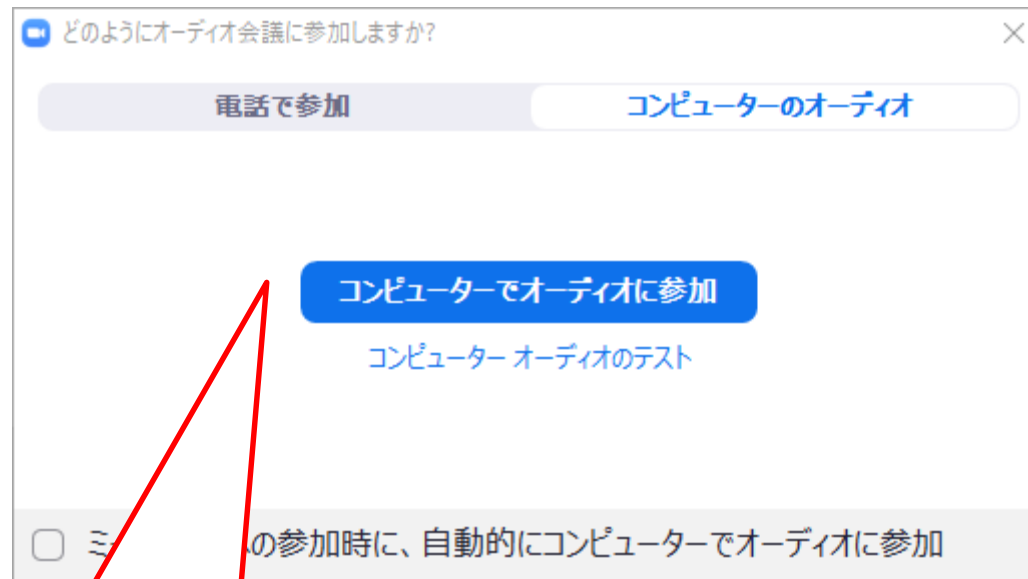 どのようにオーディオ会議に参加しますか?
電話で参加
コンピューターのオーディオ
コンピューターでオーディオに参加
コンピューター オーディオのテスト
の参加時に、自動的にコンピューターでオーディオに参加